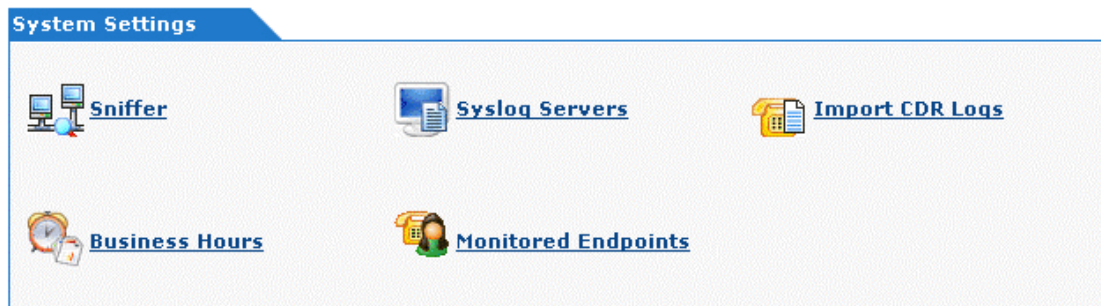 System Settings
Sniffer
Syslog Servers
Import CDR Logs
Business Hours
Monitored Endpoints